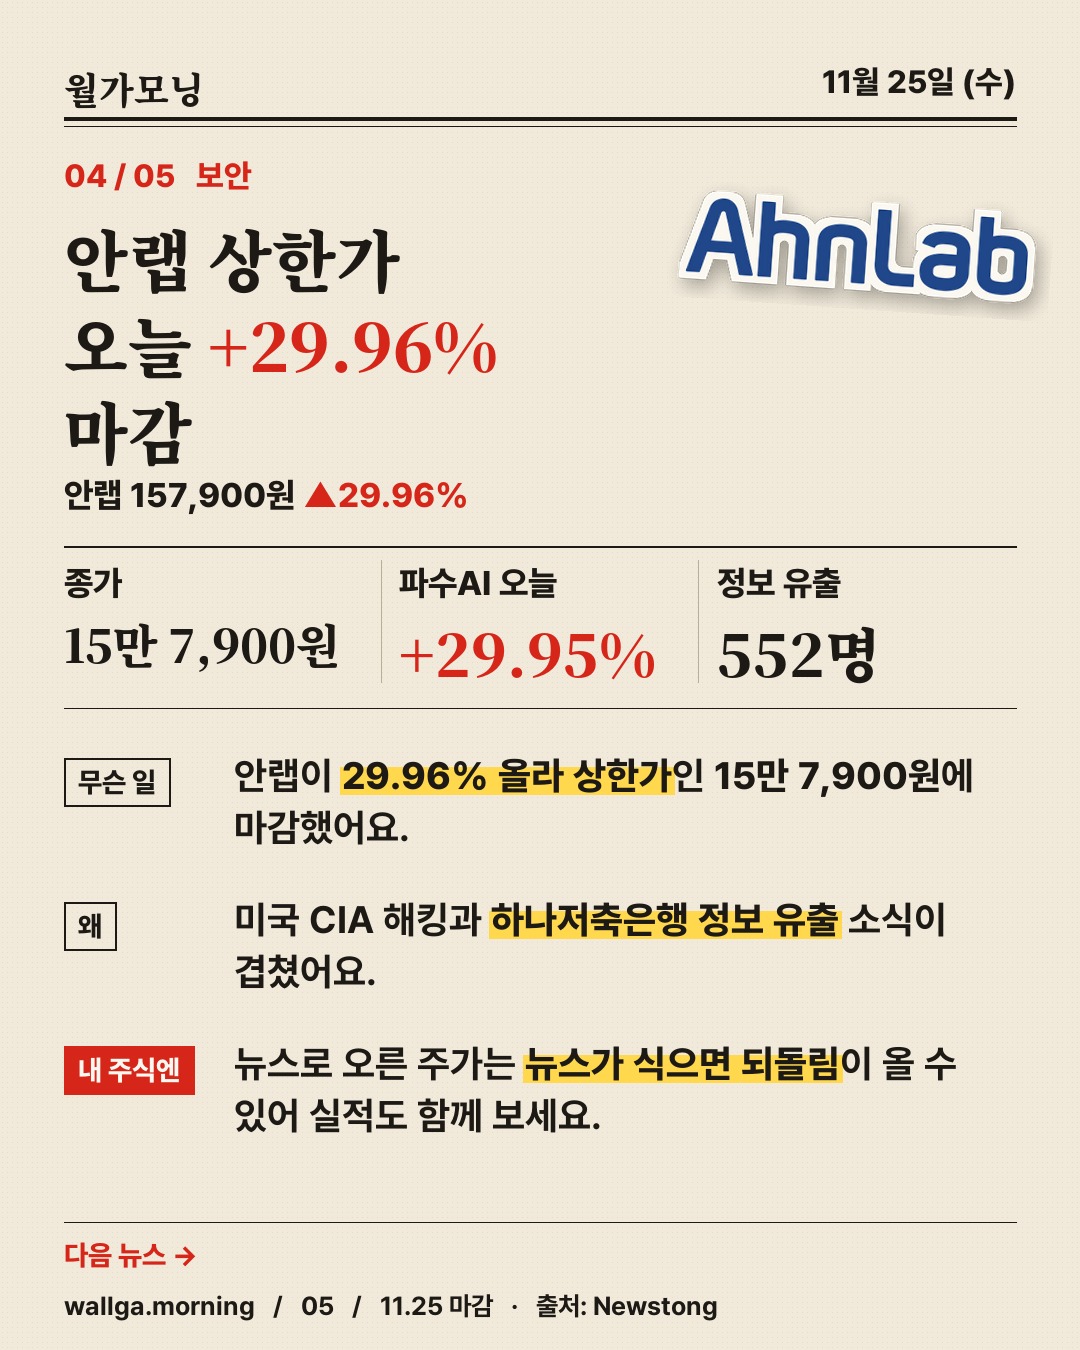 월가모닝
11월 25일 (수)
04 / 05 보안
AhnLab
안랩 상한가
오늘 +29.96%
마감
안랩 157,900원 ▲29.96%
종가
15만 7,900원
파수AI 오늘
+29.95%
정보 유출
552명
무슨 일
안랩이 29.96% 올라 상한가인 15만 7,900원에
마감했어요.
왜
미국 CIA 해킹과 하나저축은행 정보 유출 소식이
겹쳤어요.
내 주식엔
뉴스로 오른 주가는 뉴스가 식으면 되돌림이 올 수
있어 실적도 함께 보세요.
다음 뉴스 →
wallga.morning / 05 / 11.25 마감 · 출처: Newstong